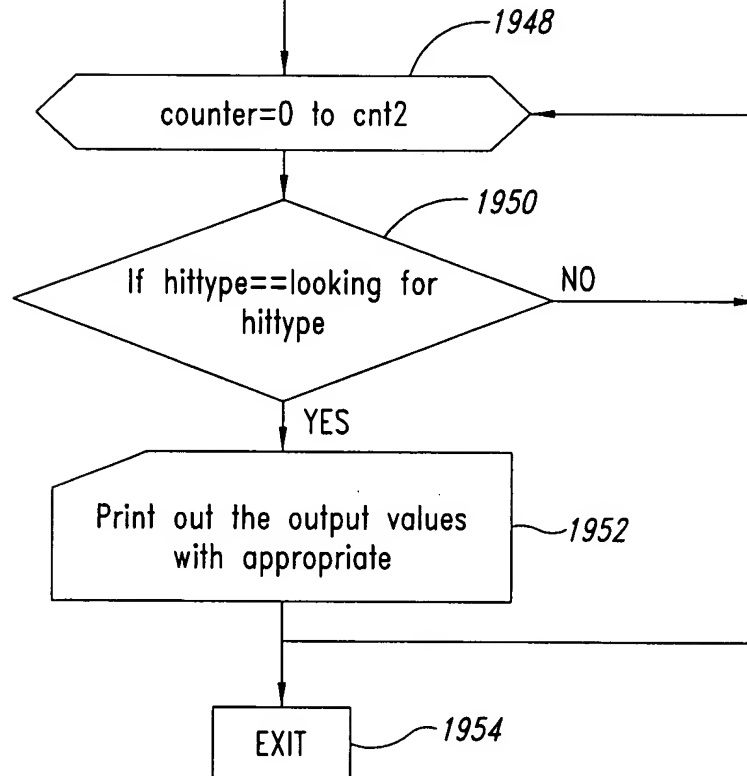 1948
counter=0 to cnt2
1950
If hittype==looking for
hittype
NO
YES
Print out the output values
with appropriate
1952
EXIT
1954